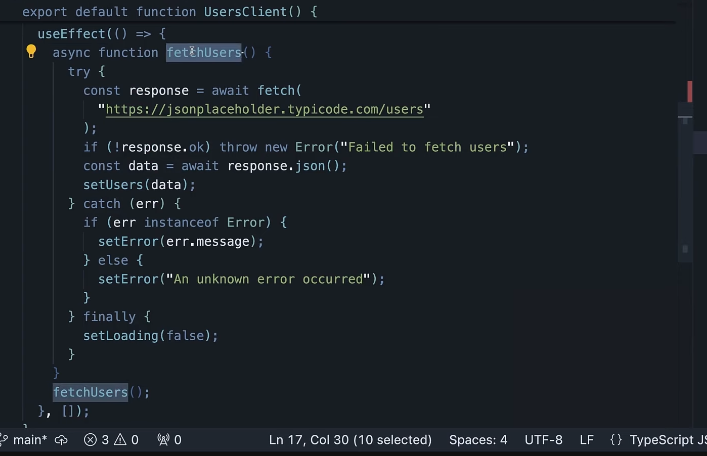 export default function UsersClient() {
useEffect(() => {
async function fetchUsers() {
try {
const response = await fetch(
"https://jsonplaceholder.typicode.com/users"
);
if (!response.ok) throw new Error("Failed to fetch users");
const data = await response.json();
setUsers(data);
} catch (err) {
if (err instanceof Error) {
setError(err.message);
} else {
setError("An unknown error occurred");
}
} finally {
setLoading(false);
}
}
fetchUsers();
}, []);
main* 3 0 0 Ln 17, Col 30 (10 selected) Spaces: 4 UTF-8 LF {} TypeScript JS